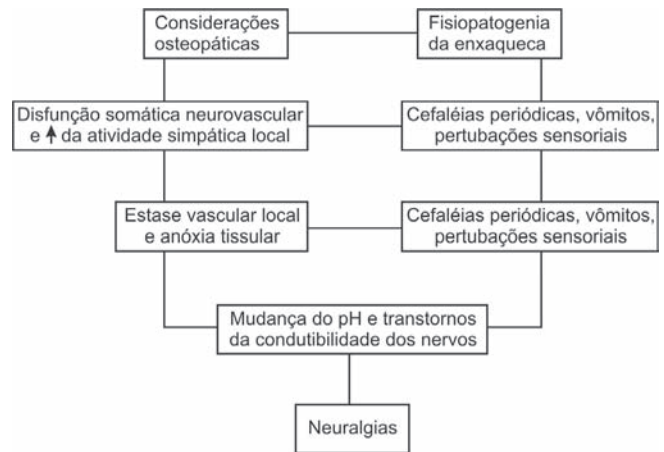 Considerações
osteopáticas
Fisiopatogenia
da enxaqueca
Disfunção somática neurovascular
e ↑ da atividade simpática local
Cefaléias periódicas, vômitos,
pertubações sensoriais
Estase vascular local
e anóxia tissular
Cefaléias periódicas, vômitos,
pertubações sensoriais
Mudança do pH e transtornos
da condutibilidade dos nervos
Neuralgias